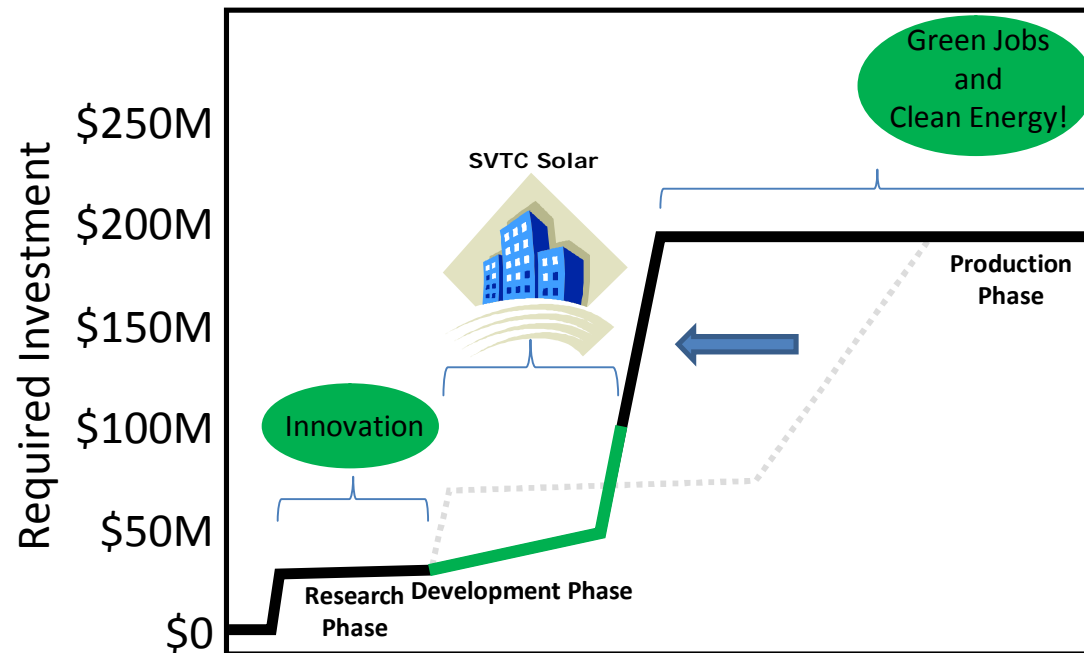 Green Jobs
and
Clean Energy!
$250M
SVTC Solar
$200M
Production
Phase
$150M
Required Investment
Innovation
$100M
$50M
Research
Phase
Development Phase
$0